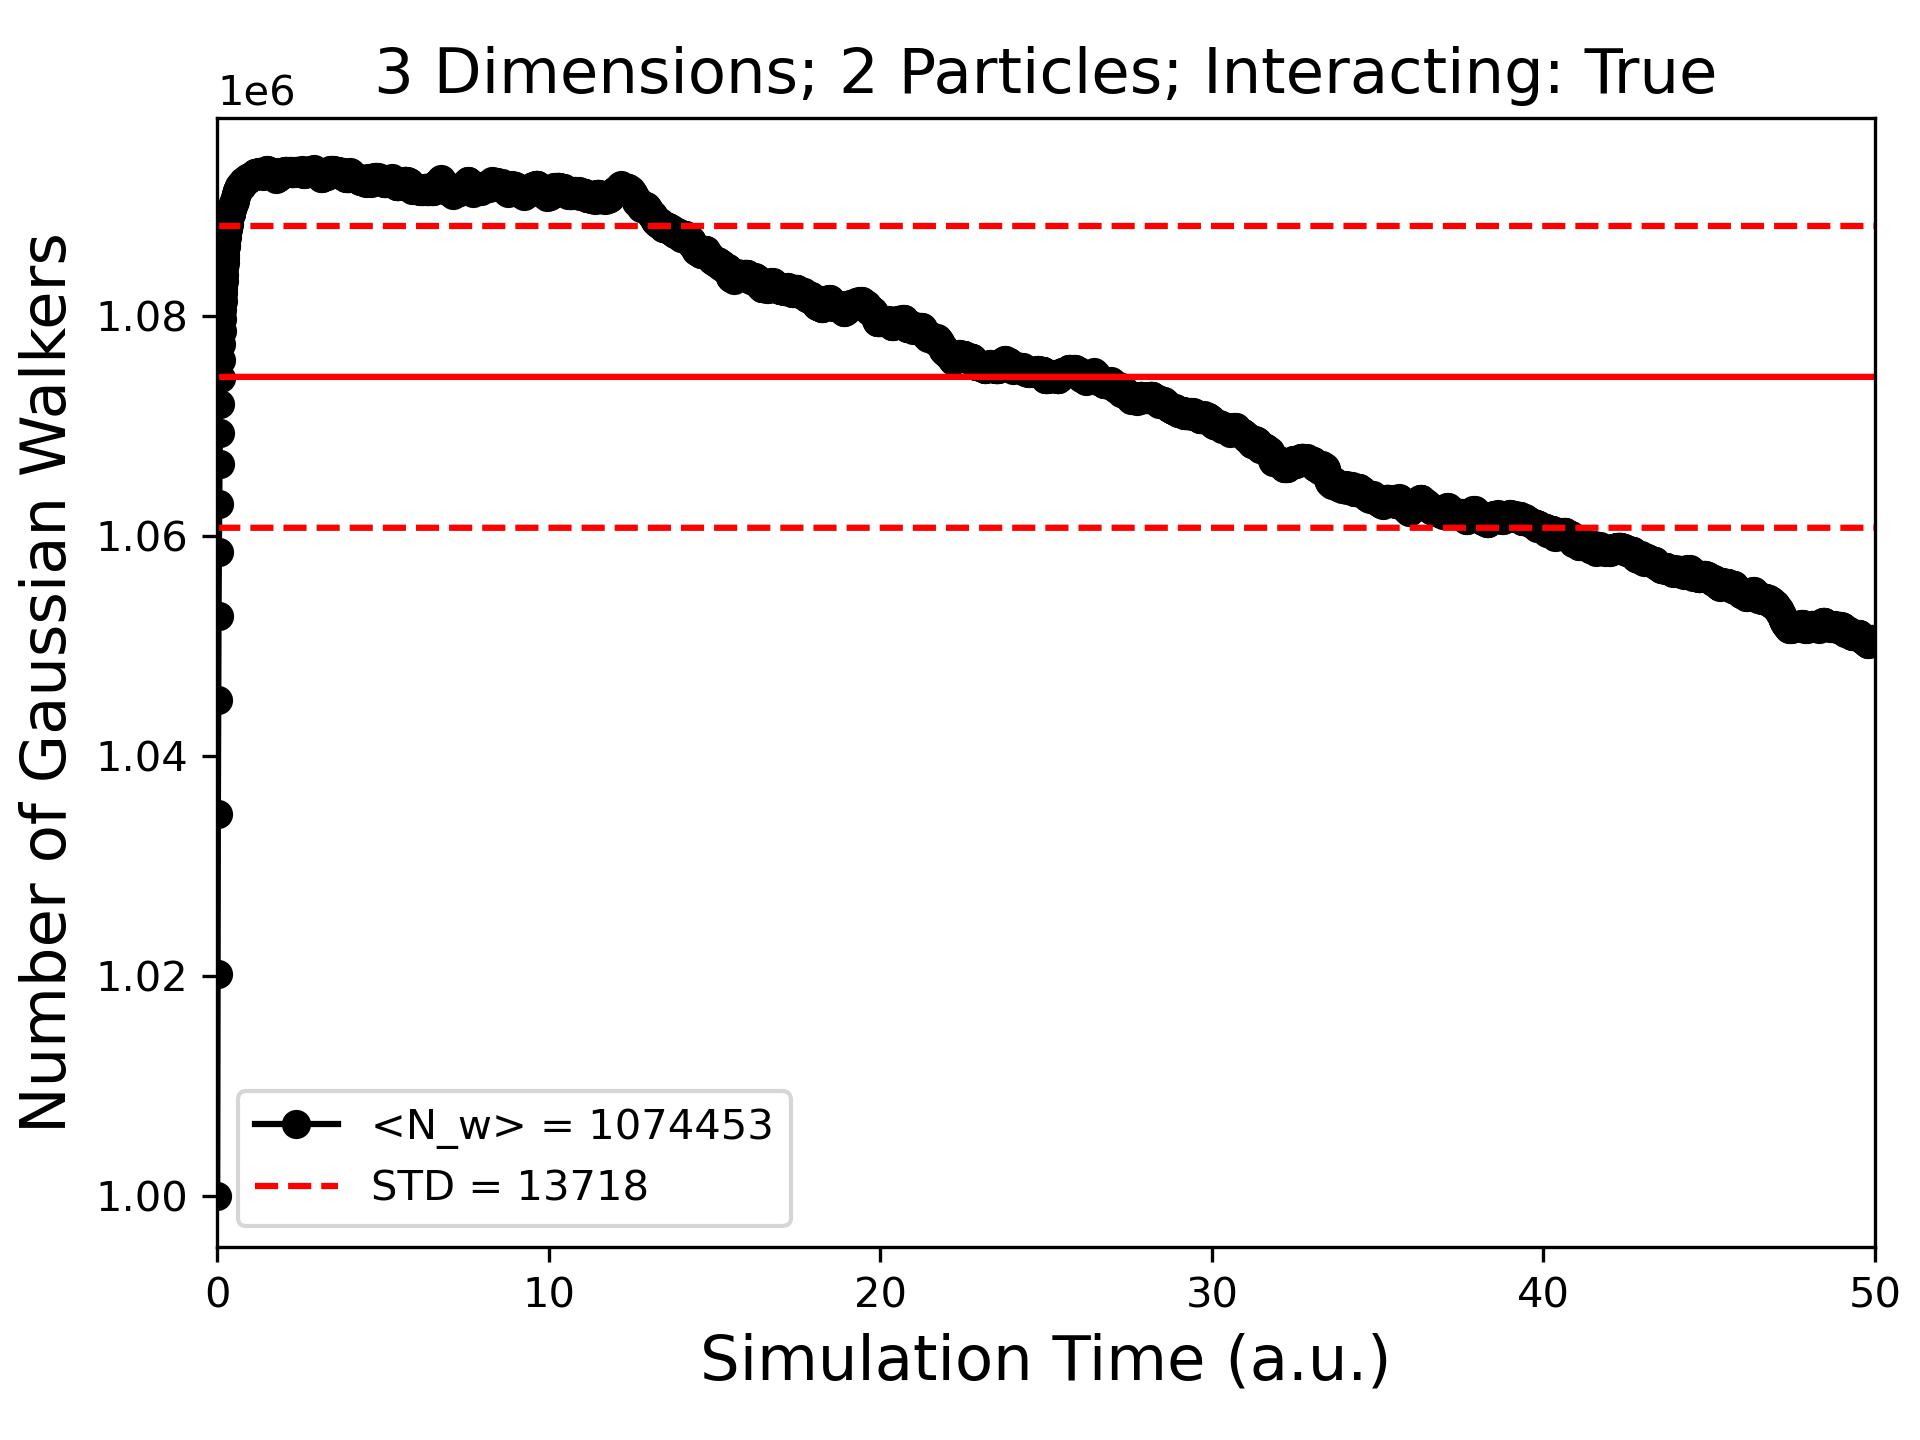 3 Dimensions; 2 Particles; Interacting: True
1e6
Number of Gaussian Walkers
1.08
1.06
1.04
1.02
1.00
<N_w> = 1074453
STD = 13718
0 10 20 30 40 50
Simulation Time (a.u.)